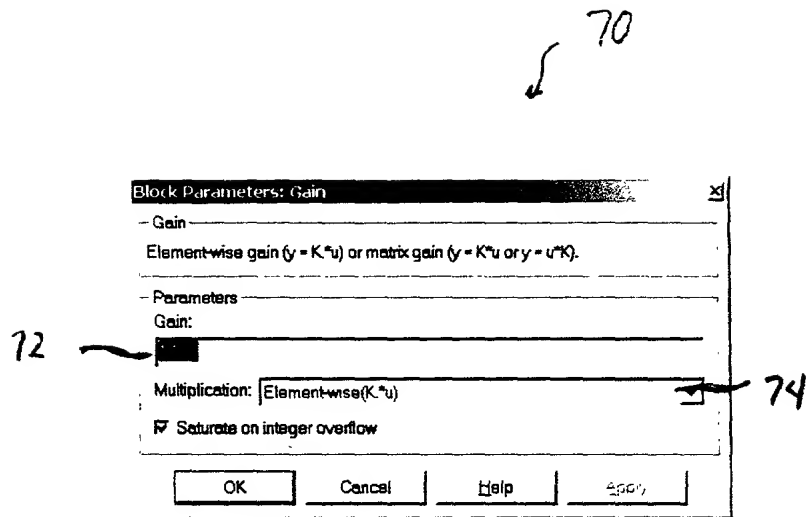 70
Block Parameters: Gain
Gain
Element-wise gain (y = K.*u) or matrix gain (y = K*u or y = u*K).
Parameters
Gain:
72
Multiplication: Element-wise(K.*u)
74
Saturate on integer overflow
OK Cancel Help Apply